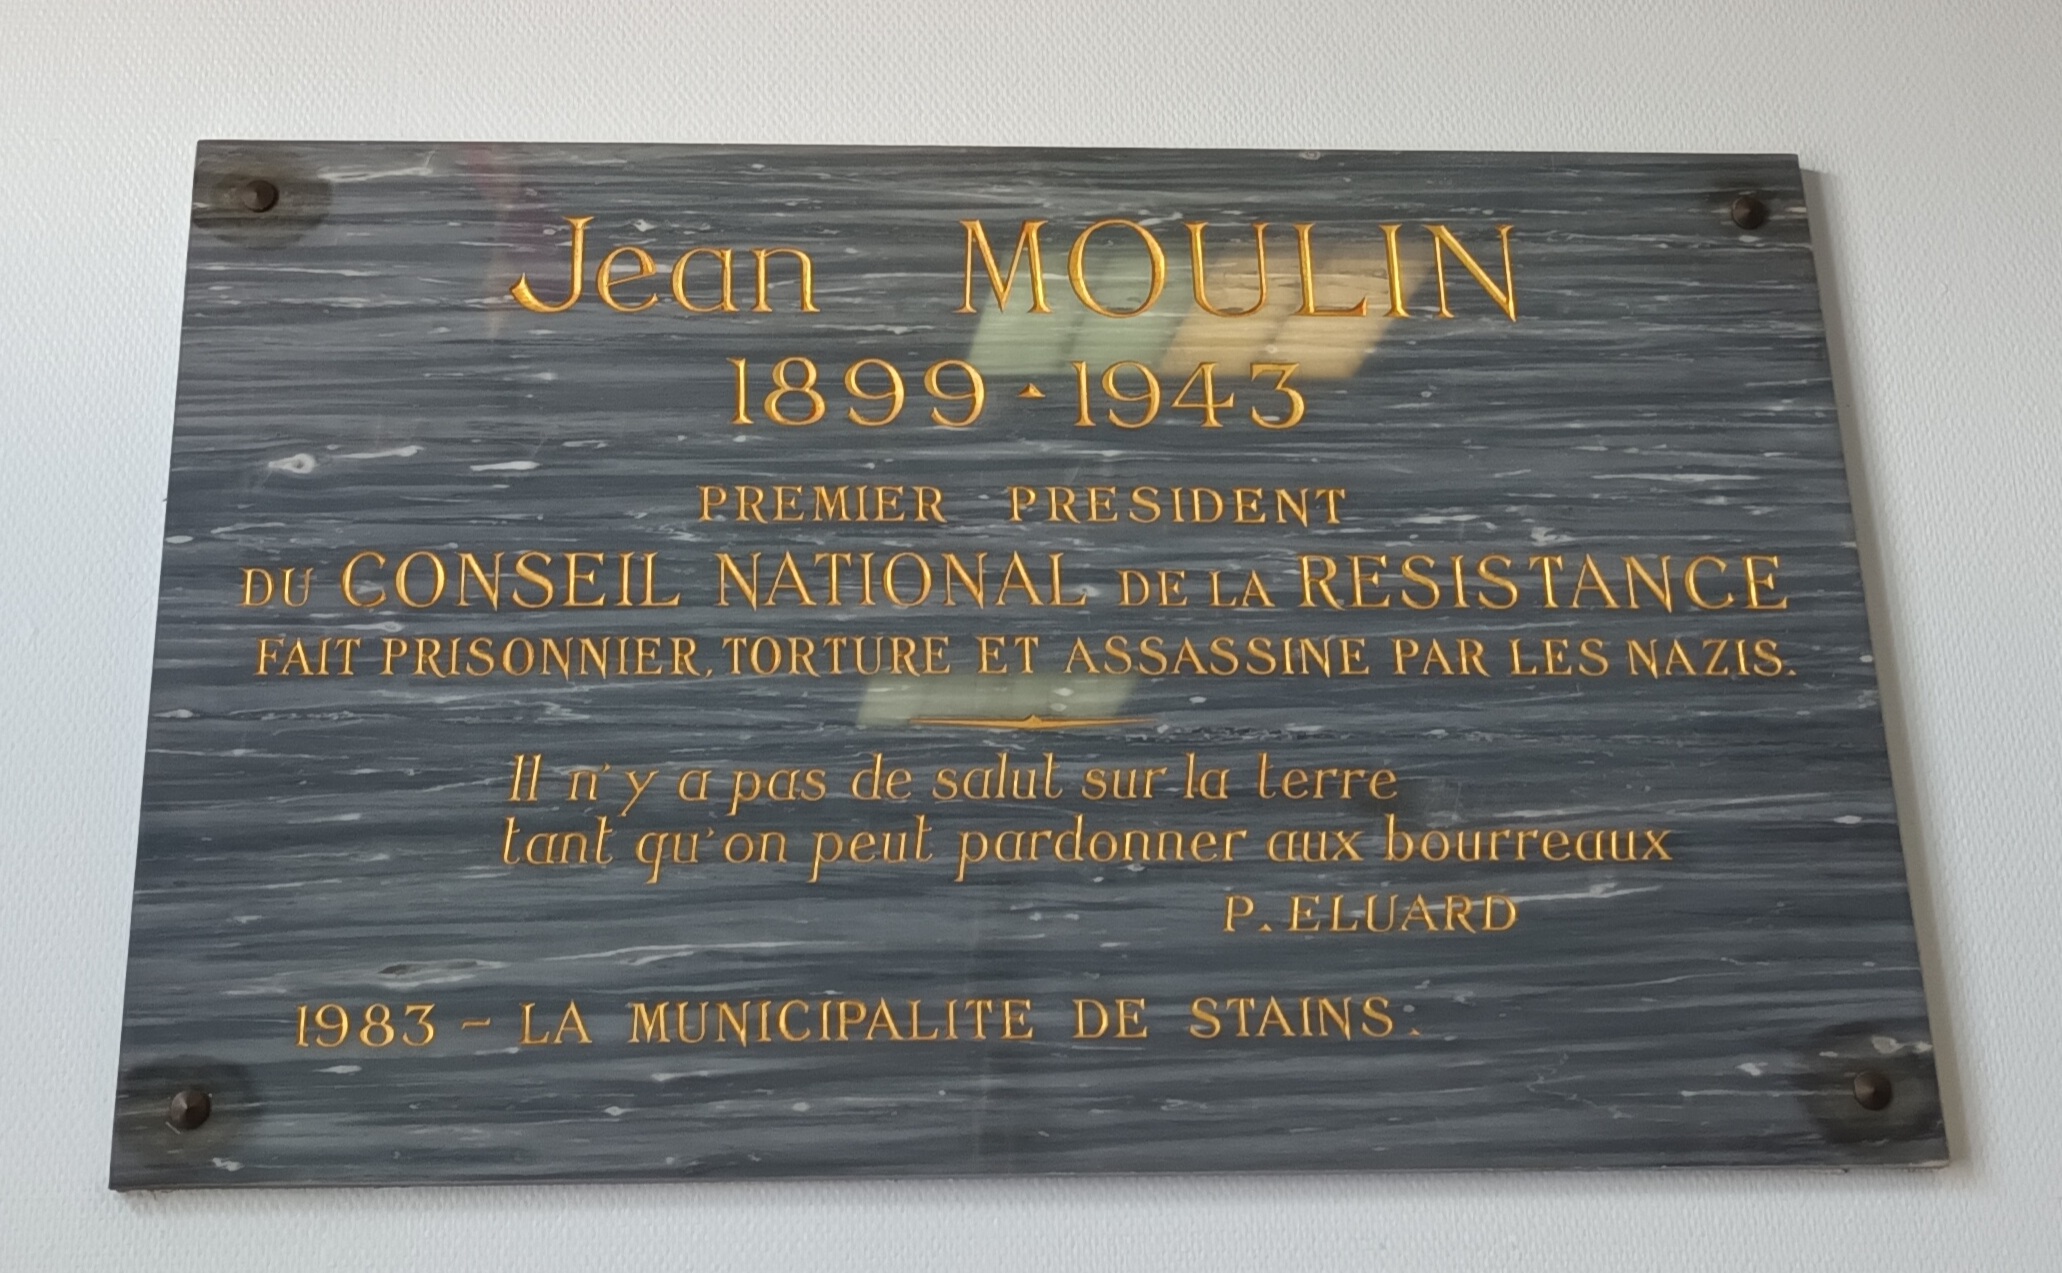 Jean MOULIN
1899 - 1943
PREMIER PRESIDENT
DU CONSEIL NATIONAL DE LA RESISTANCE
FAIT PRISONNIER, TORTURE ET ASSASSINE PAR LES NAZIS.
Il n'y a pas de salut sur la terre
tant qu'on peut pardonner aux bourreaux
P. ELUARD
1983 - LA MUNICIPALITE DE STAINS.